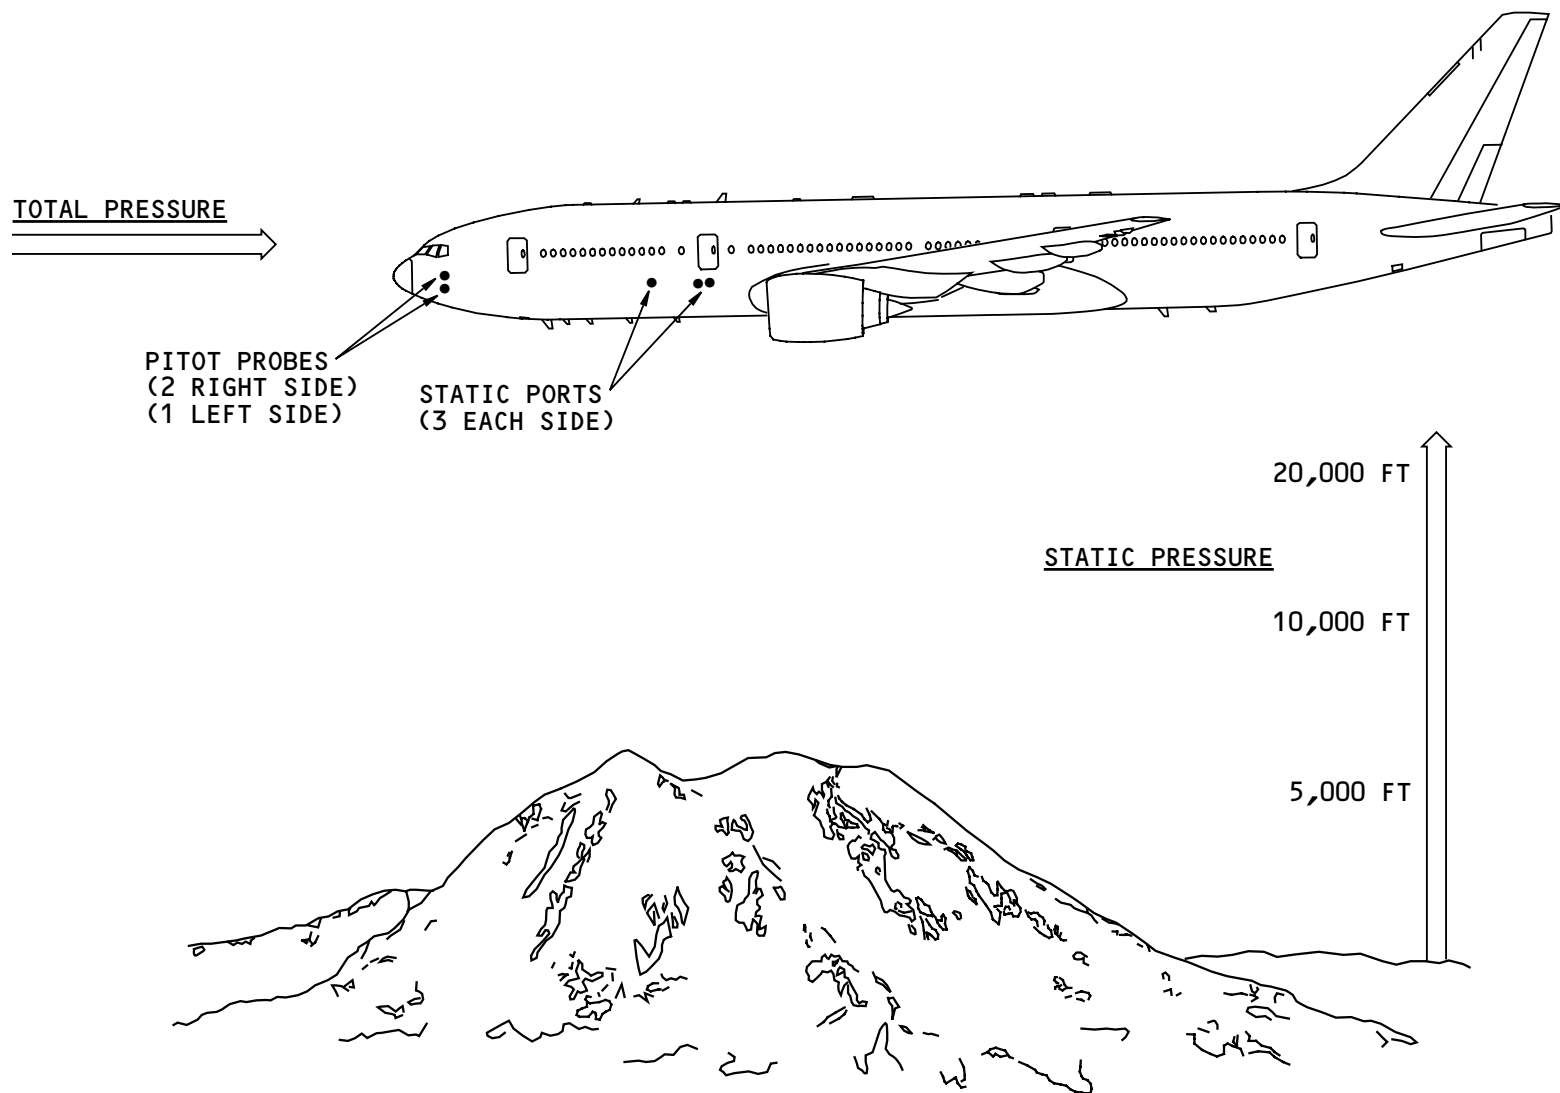 TOTAL PRESSURE
PITOT PROBES
(2 RIGHT SIDE)
(1 LEFT SIDE)
STATIC PORTS
(3 EACH SIDE)
20,000 FT
STATIC PRESSURE
10,000 FT
5,000 FT